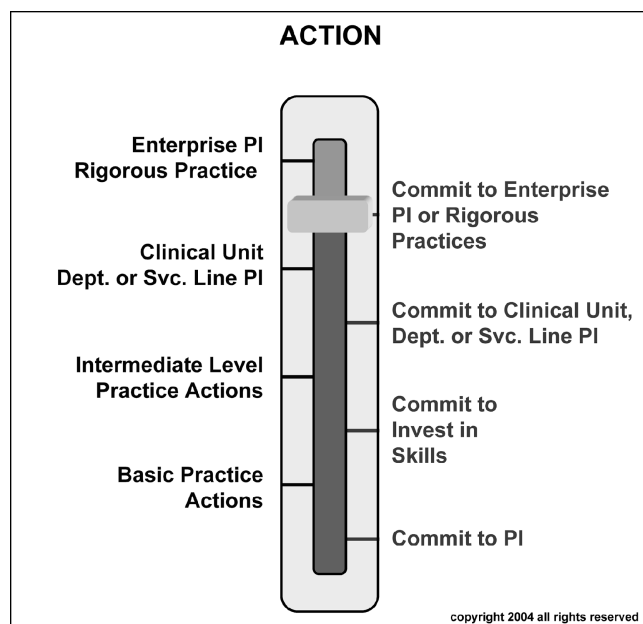 ACTION
Enterprise PI
Rigorous Practice
Commit to Enterprise
PI or Rigorous
Practices
Clinical Unit
Dept. or Svc. Line PI
Commit to Clinical Unit,
Dept. or Svc. Line PI
Intermediate Level
Practice Actions
Commit to
Invest in
Skills
Basic Practice
Actions
Commit to PI
copyright 2004 all rights reserved